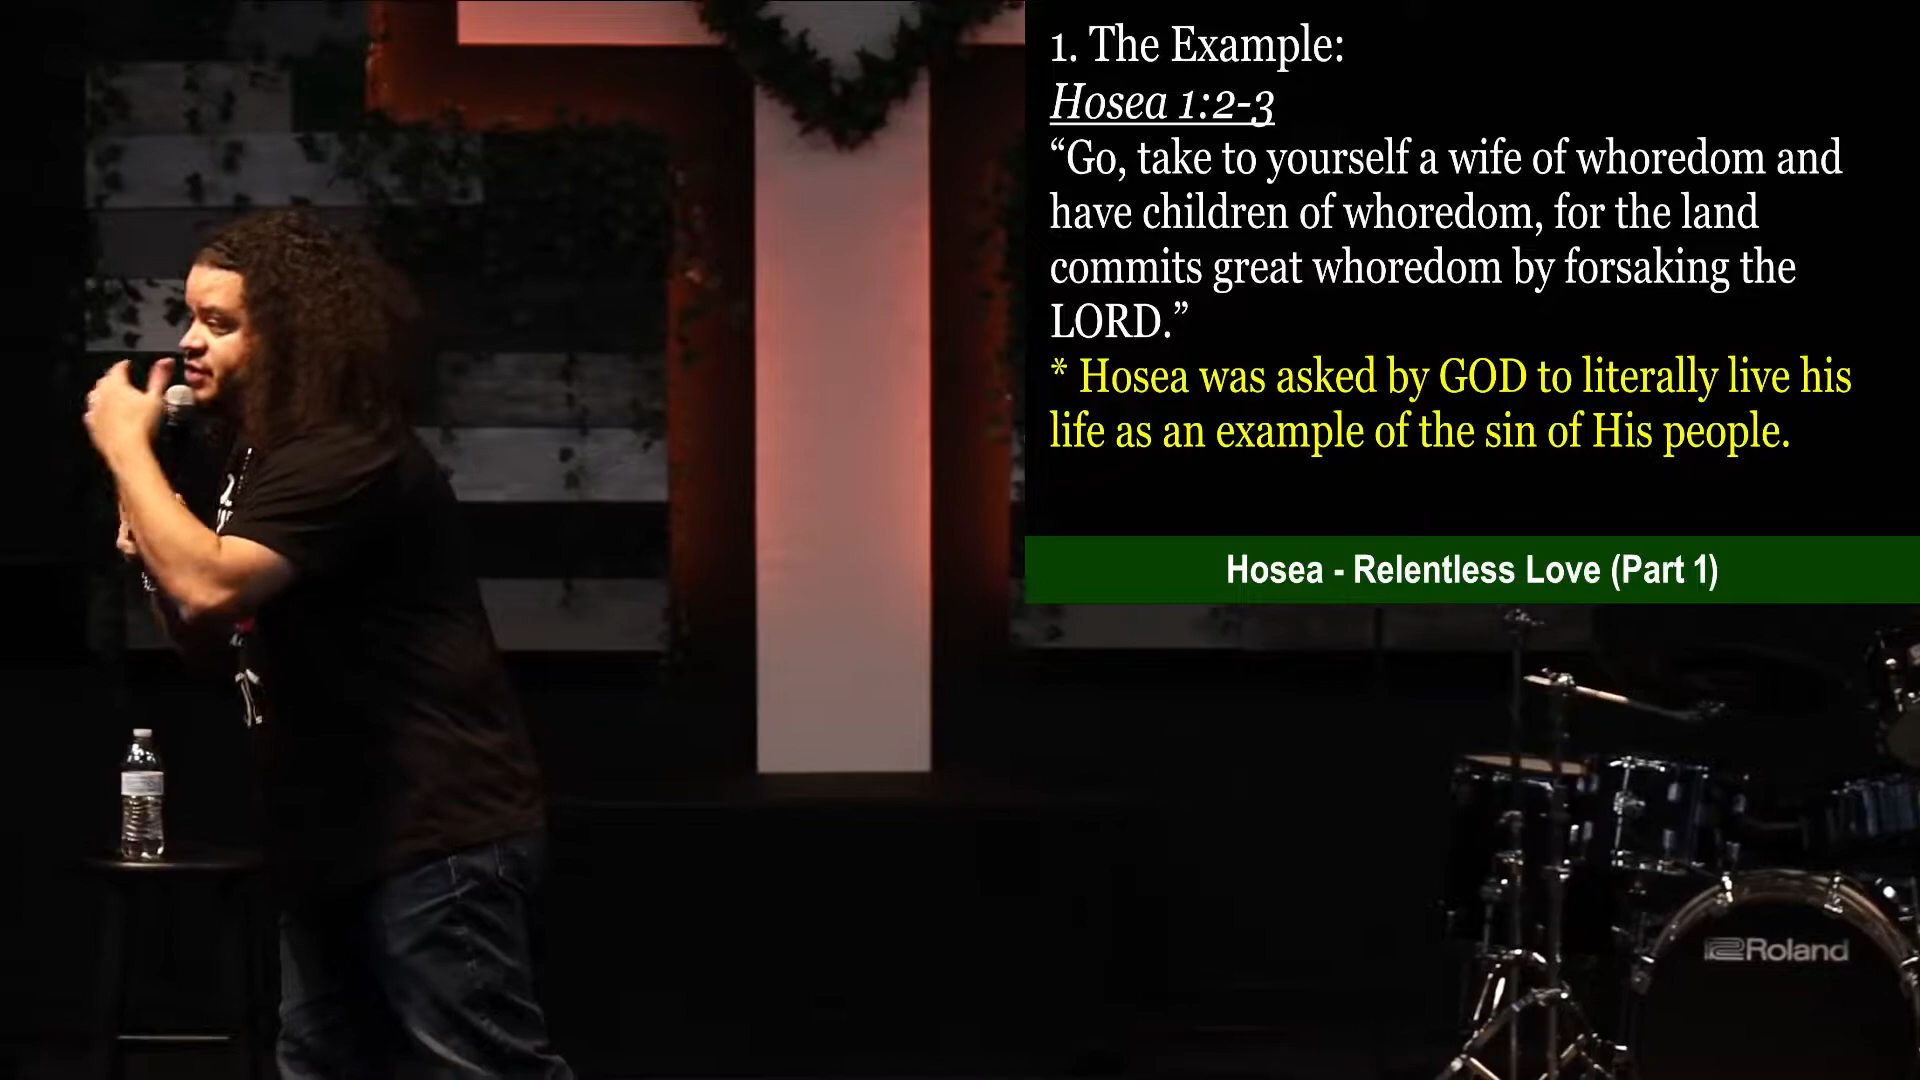 1. The Example:
Hosea 1:2-3
“Go, take to yourself a wife of whoredom and
have children of whoredom, for the land
commits great whoredom by forsaking the
LORD.”
* Hosea was asked by GOD to literally live his
life as an example of the sin of His people.
Hosea - Relentless Love (Part 1)
Roland